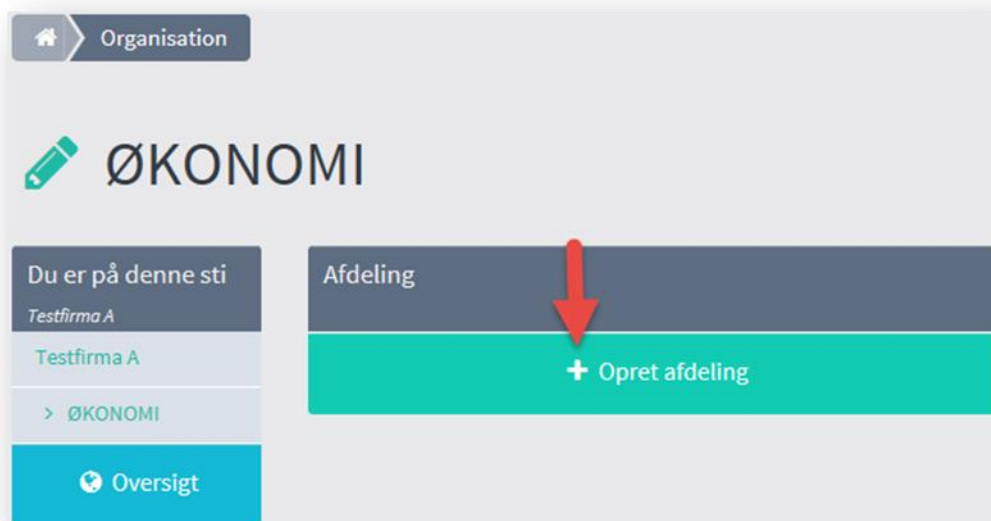 Organisation
ØKONOMI
Du er på denne sti
Testfirma A
Testfirma A
> ØKONOMI
Oversigt
Afdeling
+ Opret afdeling